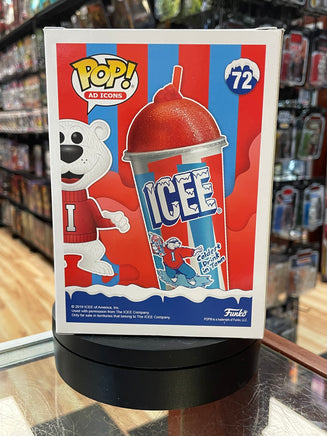 POP!
AD ICONS
72
ICEE
Coldest
Drink
in Town
I
© 2019 ICEE of America, Inc.
Used with permission from The ICEE Company.
Only for sale in territories that belong to The ICEE Company.
Funko
POP! is a trademark of Funko, LLC.